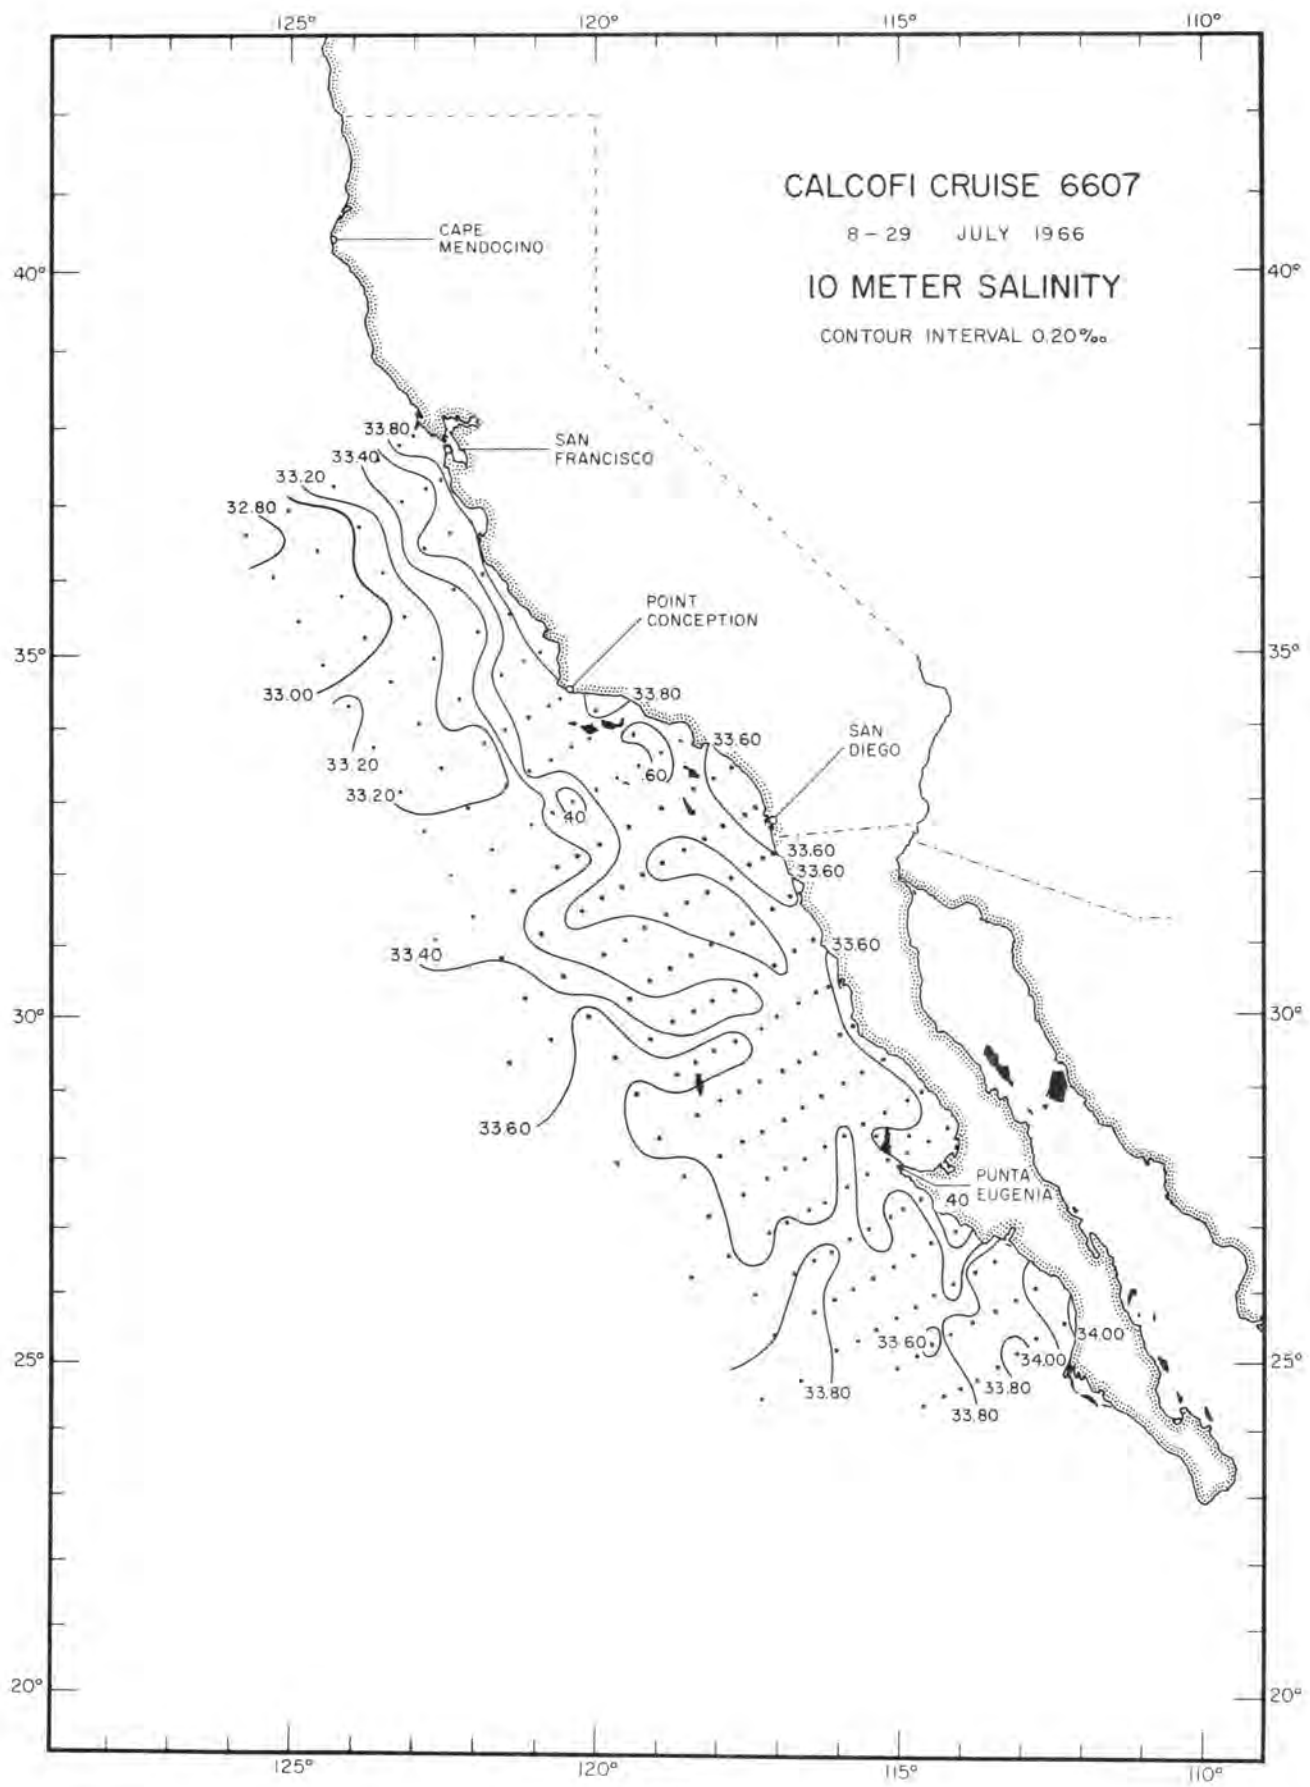 125°
120°
115°
110°
CALCOFI CRUISE 6607
8-29 JULY 1966
10 METER SALINITY
CONTOUR INTERVAL 0.20‰
CAPE
MENDOCINO
40°
40°
33.80
SAN
FRANCISCO
33.40
33.20
32.80
POINT
CONCEPTION
35°
35°
33.00
33.80
SAN
DIEGO
33.60
33.20
.60
33.20
40
33.60
33.60
33.60
33.40
30°
30°
33.60
PUNTA
EUGENIA
40
34.00
33.60
34.00
25°
25°
33.80
33.80
33.80
20°
20°
125°
120°
115°
110°